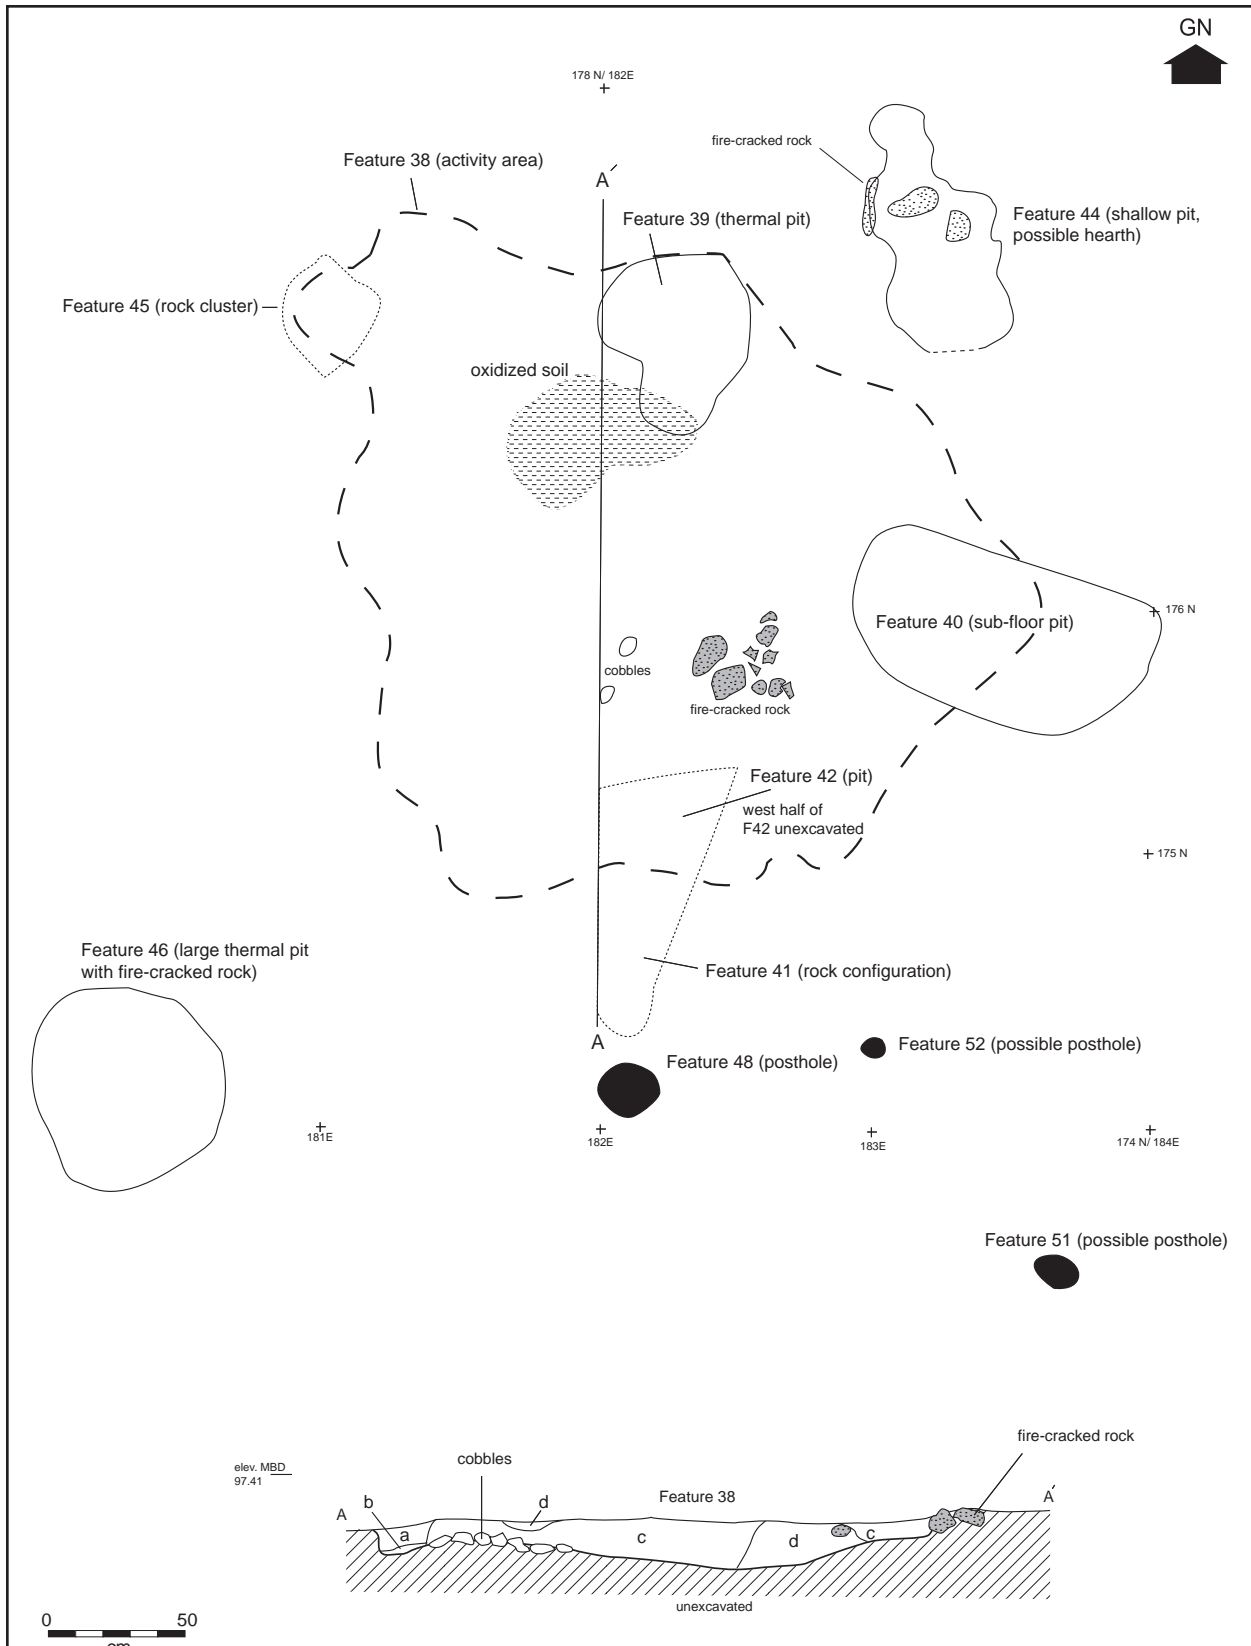 GN
178 N/ 182E
fire-cracked rock
Feature 38 (activity area)
A´
Feature 39 (thermal pit)
Feature 44 (shallow pit,
possible hearth)
Feature 45 (rock cluster)
oxidized soil
176 N
Feature 40 (sub-floor pit)
cobbles
fire-cracked rock
Feature 42 (pit)
west half of
F42 unexcavated
175 N
Feature 46 (large thermal pit
with fire-cracked rock)
Feature 41 (rock configuration)
A
Feature 52 (possible posthole)
Feature 48 (posthole)
181E
182E
183E
174 N/ 184E
Feature 51 (possible posthole)
fire-cracked rock
cobbles
elev. MBD
97.41
Feature 38
A
A´
b
d
a
c
d
c
unexcavated
0 50
cm